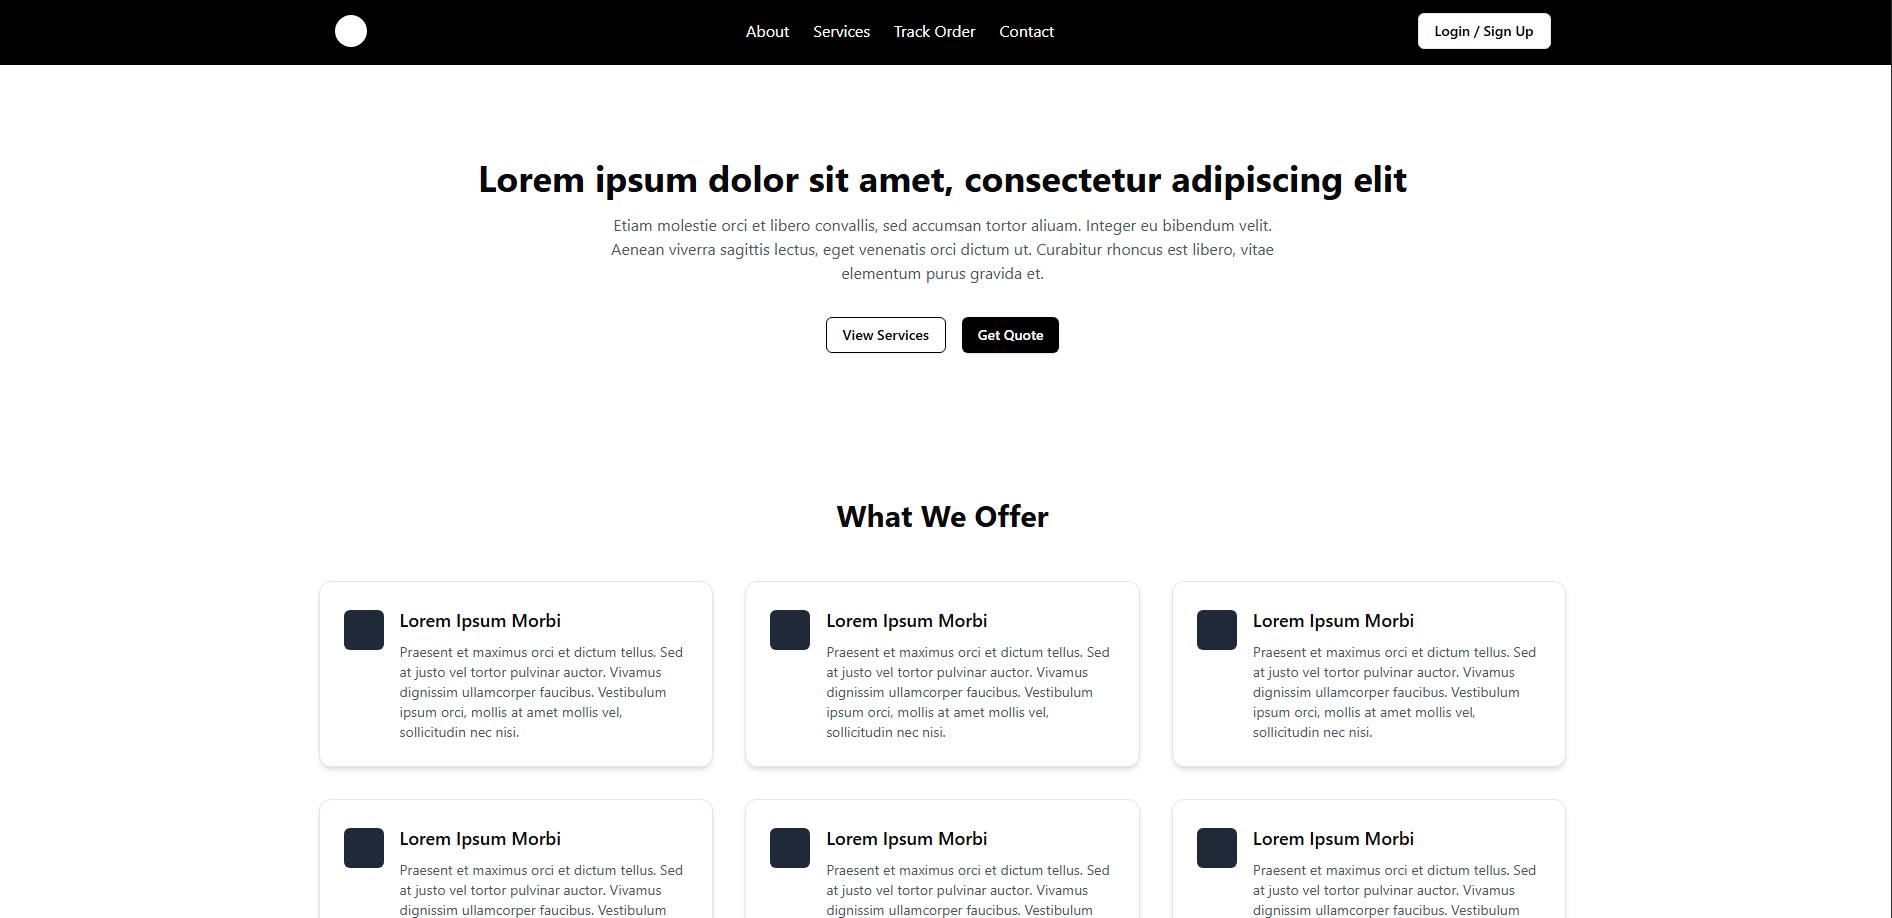 About Services Track Order Contact Login / Sign Up
Lorem ipsum dolor sit amet, consectetur adipiscing elit
Etiam molestie orci et libero convallis, sed accumsan tortor aliuam. Integer eu bibendum velit.
Aenean viverra sagittis lectus, eget venenatis orci dictum ut. Curabitur rhoncus est libero, vitae
elementum purus gravida et.
View Services Get Quote
What We Offer
Lorem Ipsum Morbi
Praesent et maximus orci et dictum tellus. Sed
at justo vel tortor pulvinar auctor. Vivamus
dignissim ullamcorper faucibus. Vestibulum
ipsum orci, mollis at amet mollis vel,
sollicitudin nec nisi.
Lorem Ipsum Morbi
Praesent et maximus orci et dictum tellus. Sed
at justo vel tortor pulvinar auctor. Vivamus
dignissim ullamcorper faucibus. Vestibulum
ipsum orci, mollis at amet mollis vel,
sollicitudin nec nisi.
Lorem Ipsum Morbi
Praesent et maximus orci et dictum tellus. Sed
at justo vel tortor pulvinar auctor. Vivamus
dignissim ullamcorper faucibus. Vestibulum
ipsum orci, mollis at amet mollis vel,
sollicitudin nec nisi.
Lorem Ipsum Morbi
Praesent et maximus orci et dictum tellus. Sed
at justo vel tortor pulvinar auctor. Vivamus
dignissim ullamcorper faucibus. Vestibulum
Lorem Ipsum Morbi
Praesent et maximus orci et dictum tellus. Sed
at justo vel tortor pulvinar auctor. Vivamus
dignissim ullamcorper faucibus. Vestibulum
Lorem Ipsum Morbi
Praesent et maximus orci et dictum tellus. Sed
at justo vel tortor pulvinar auctor. Vivamus
dignissim ullamcorper faucibus. Vestibulum